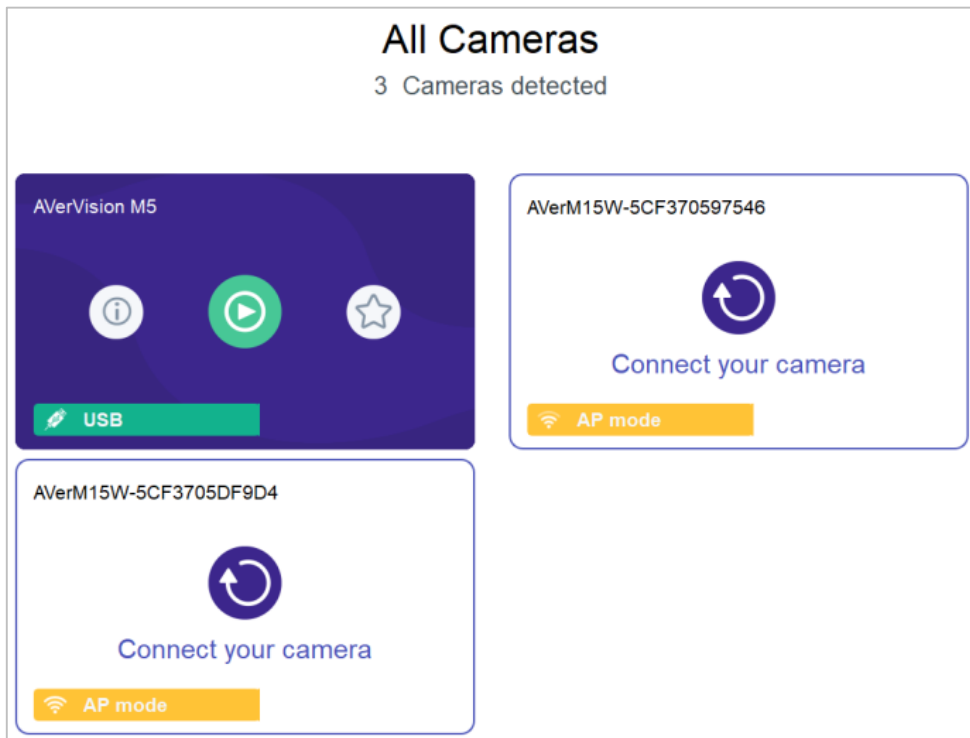 All Cameras
3 Cameras detected
AVerVision M5
USB
AVerM15W-5CF370597546
Connect your camera
AP mode
AVerM15W-5CF3705DF9D4
Connect your camera
AP mode